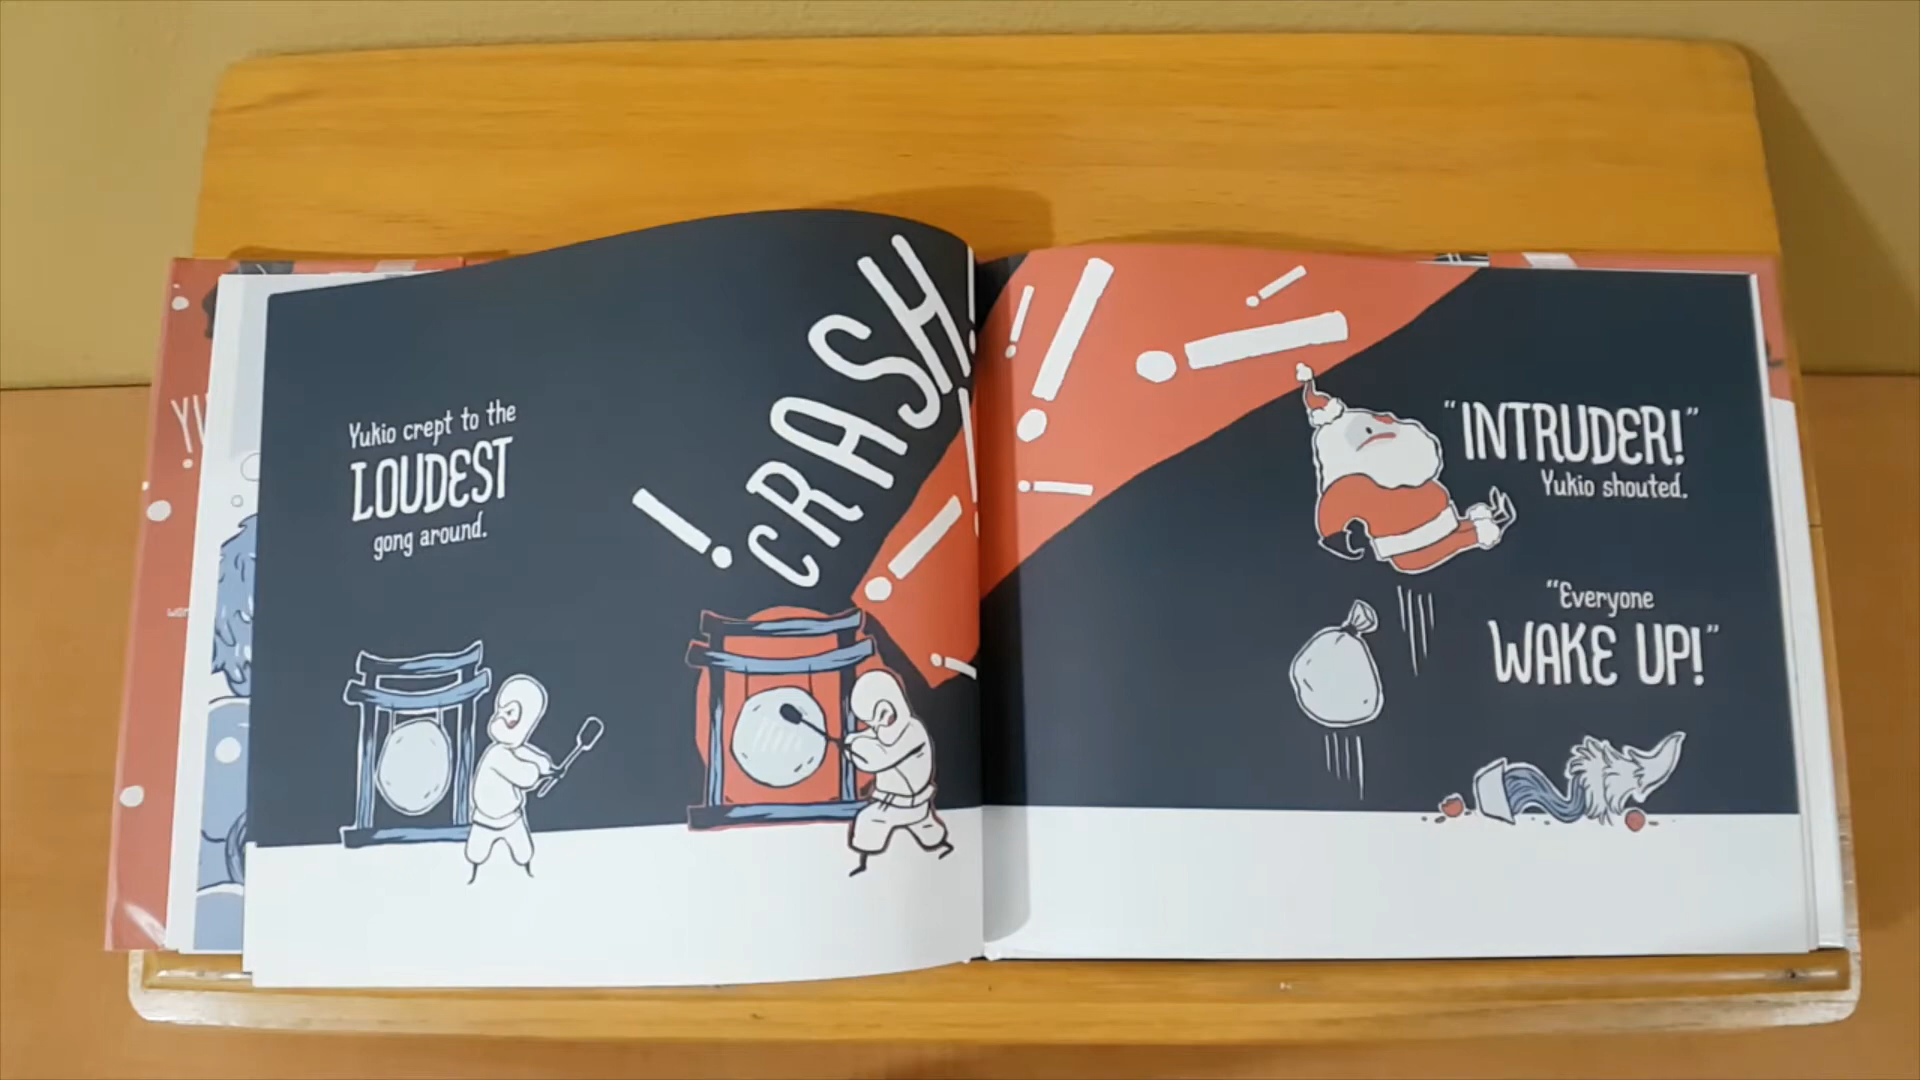 Yukio crept to the
LOUDEST
gong around.
! CRASH!
"INTRUDER!"
Yukio shouted.
"Everyone
WAKE UP!"